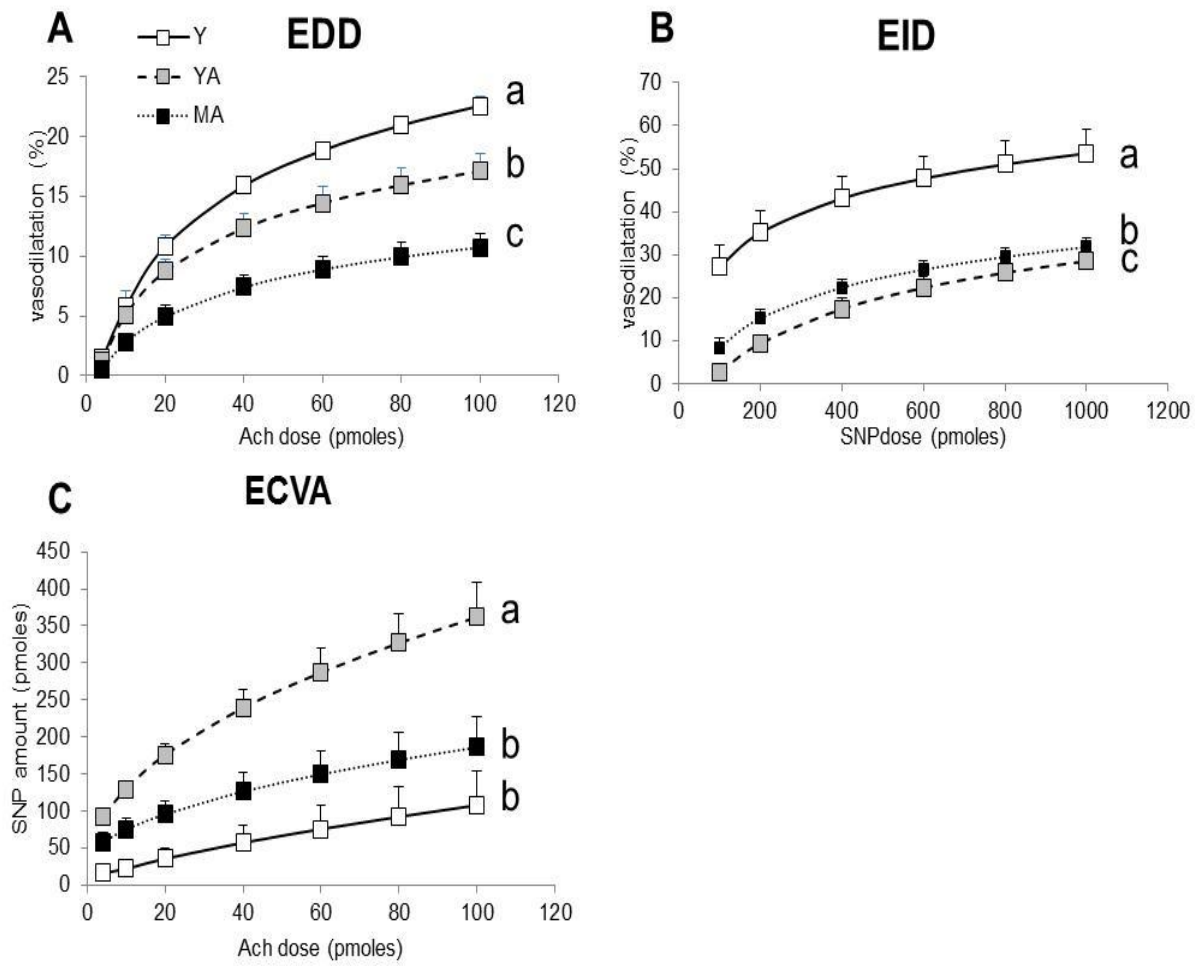 A
EDD
Y
YA
MA
vasodilatation (%)
25
20
15
10
5
0
a
b
c
0 20 40 60 80 100 120
Ach dose (pmoles)
B
EID
vasodilatation (%)
70
60
50
40
30
20
10
0
a
b
c
0 200 400 600 800 1000 1200
SNPdose (pmoles)
C
ECVA
SNP amount (pmoles)
450
400
350
300
250
200
150
100
50
0
a
b
b
0 20 40 60 80 100 120
Ach dose (pmoles)